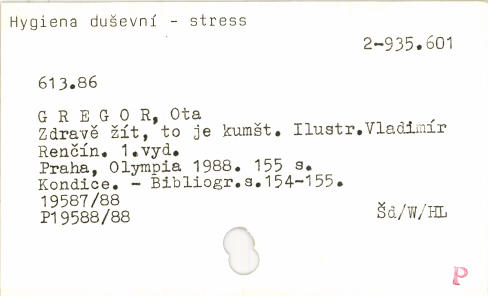 Hygiena duševní - stress
2-935.601
613.86
G R E G O R, Ota
Zdravě žít, to je kumšt. Ilustr.Vladimír
Renčín. 1.vyd.
Praha, Olympia 1988. 155 s.
Kondice. - Bibliogr.s.154-155.
19587/88
P19588/88
Šd/W/HL
P